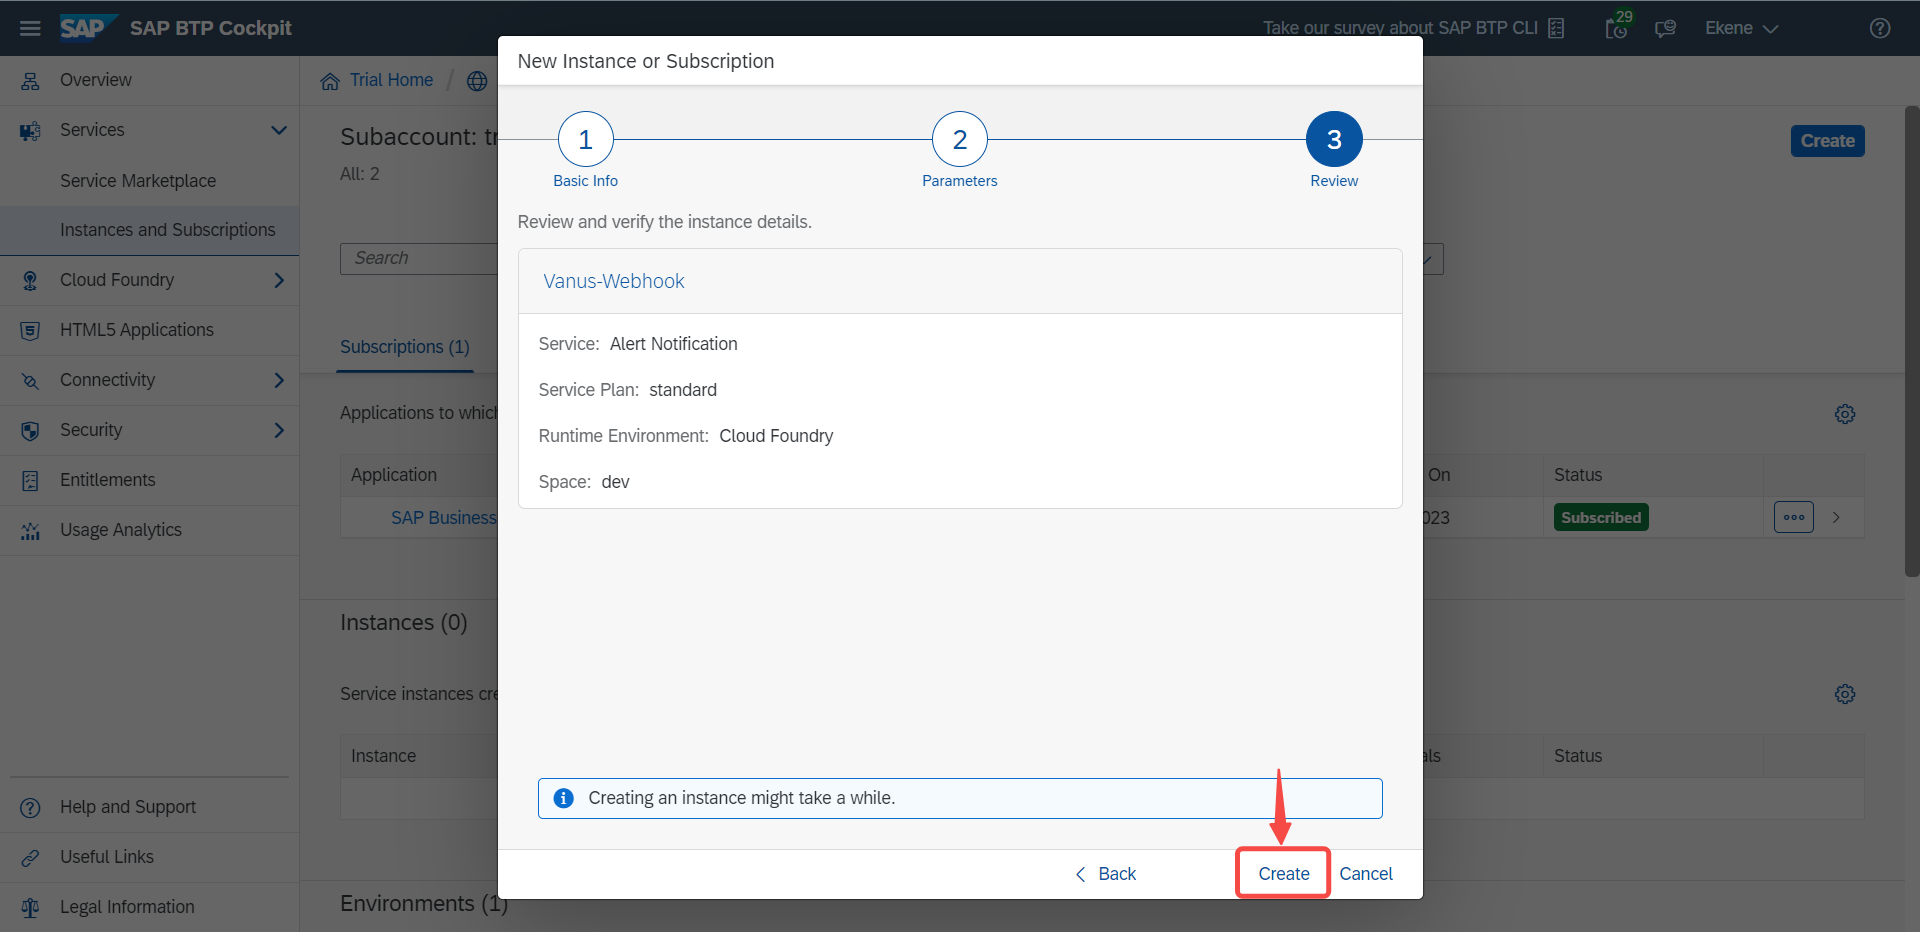 SAP
SAP BTP Cockpit
Take our survey about SAP BTP CLI
29
Ekene
Overview
Services
Service Marketplace
Instances and Subscriptions
Cloud Foundry
HTML5 Applications
Connectivity
Security
Entitlements
Usage Analytics
Help and Support
Useful Links
Legal Information
Trial Home /
Subaccount: tr
All: 2
Create
Search
Subscriptions (1)
Applications to which
Application
On
Status
SAP Business
023
Subscribed
Instances (0)
Service instances cre
Instance
als
Status
Environments (1)
New Instance or Subscription
1
2
3
Basic Info
Parameters
Review
Review and verify the instance details.
Vanus-Webhook
Service: Alert Notification
Service Plan: standard
Runtime Environment: Cloud Foundry
Space: dev
Creating an instance might take a while.
Back
Create
Cancel